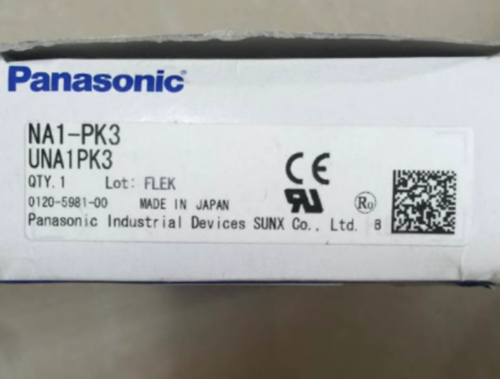 Panasonic
NA1-PK3
UNA1PK3
QTY. 1 Lot: FLEK
0120-5981-00 MADE IN JAPAN
Panasonic Industrial Devices SUNX Co., Ltd. B
CE